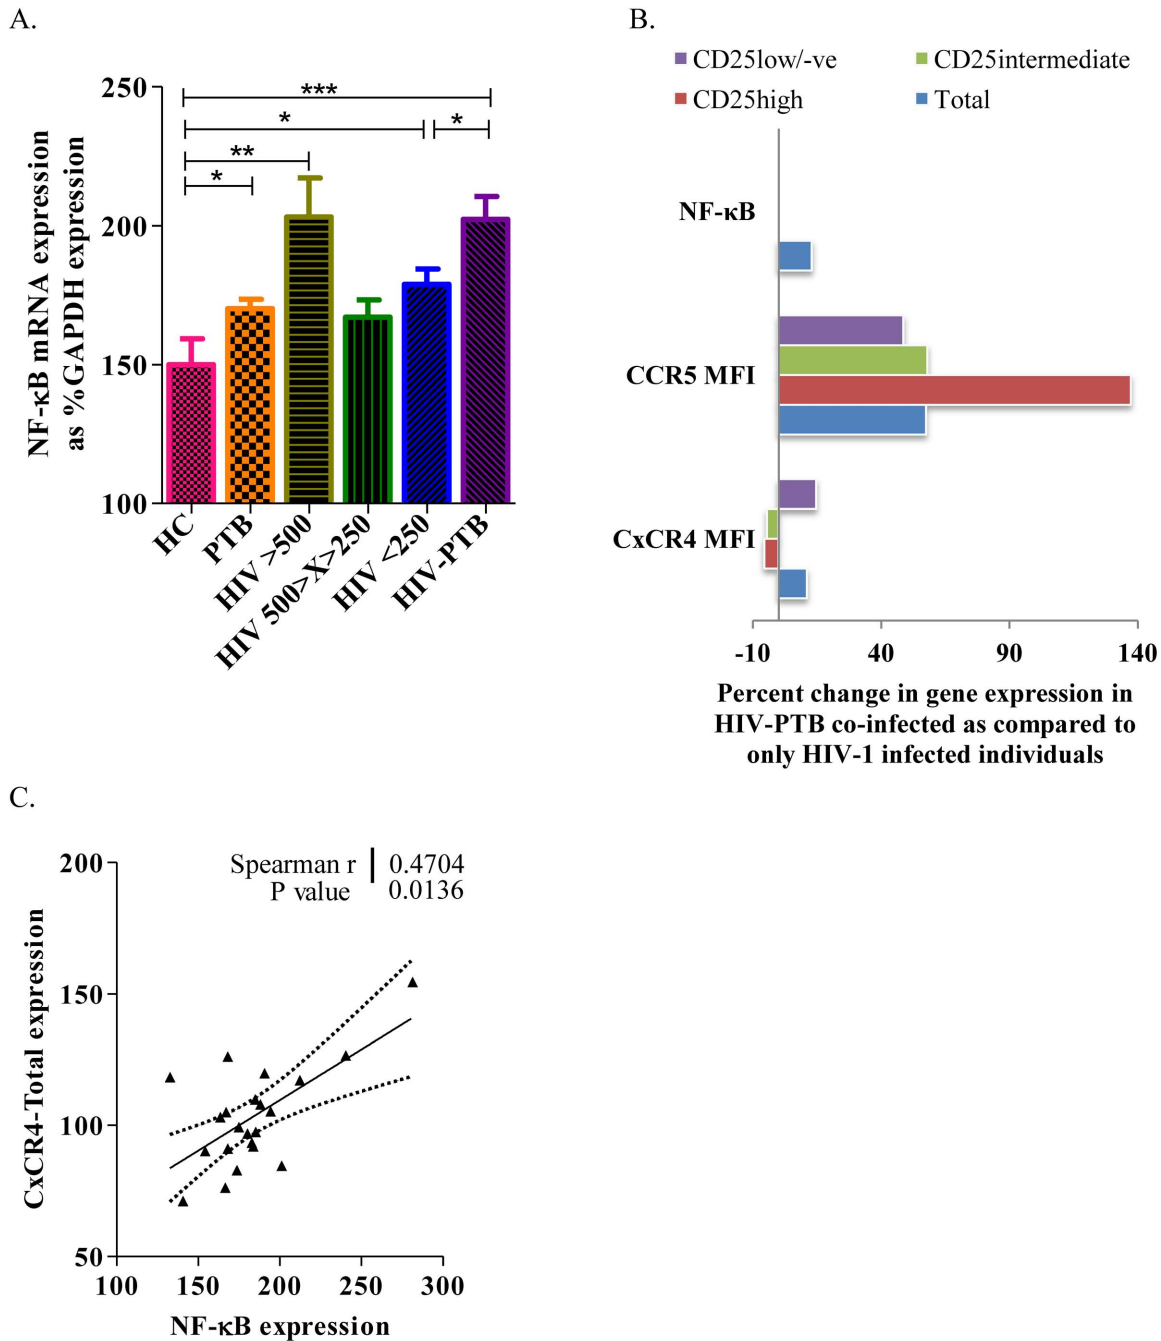 A.
NF-κB mRNA expression
as %GAPDH expression
250
200
150
100
***
*
*
**
*
HC
PTB
HIV >500
HIV 500>X>250
HIV <250
HIV-PTB
B.
CD25low/-ve
CD25intermediate
CD25high
Total
NF-κB
CCR5 MFI
CxCR4 MFI
-10
40
90
140
Percent change in gene expression in
HIV-PTB co-infected as compared to
only HIV-1 infected individuals
C.
CxCR4-Total expression
200
150
100
50
Spearman r 0.4704
P value 0.0136
100
150
200
250
300
NF-κB expression